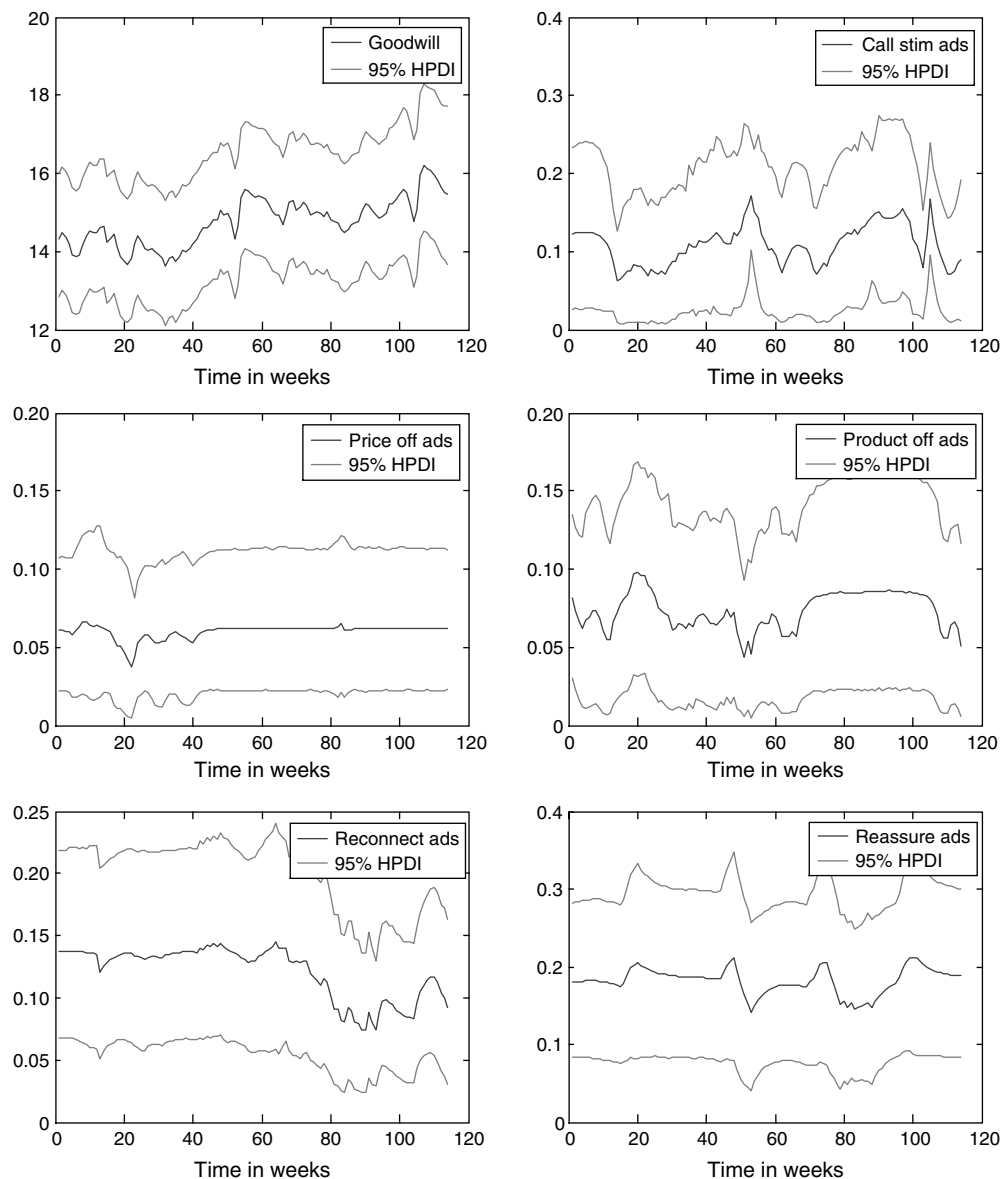 20
18
16
14
12
Goodwill
95% HPDI
0 20 40 60 80 100 120
Time in weeks
0.4
0.3
0.2
0.1
0
Call stim ads
95% HPDI
0 20 40 60 80 100 120
Time in weeks
0.20
0.15
0.10
0.05
0
Price off ads
95% HPDI
0 20 40 60 80 100 120
Time in weeks
0.20
0.15
0.10
0.05
0
Product off ads
95% HPDI
0 20 40 60 80 100 120
Time in weeks
0.25
0.20
0.15
0.10
0.05
0
Reconnect ads
95% HPDI
0 20 40 60 80 100 120
Time in weeks
0.4
0.3
0.2
0.1
0
Reassure ads
95% HPDI
0 20 40 60 80 100 120
Time in weeks